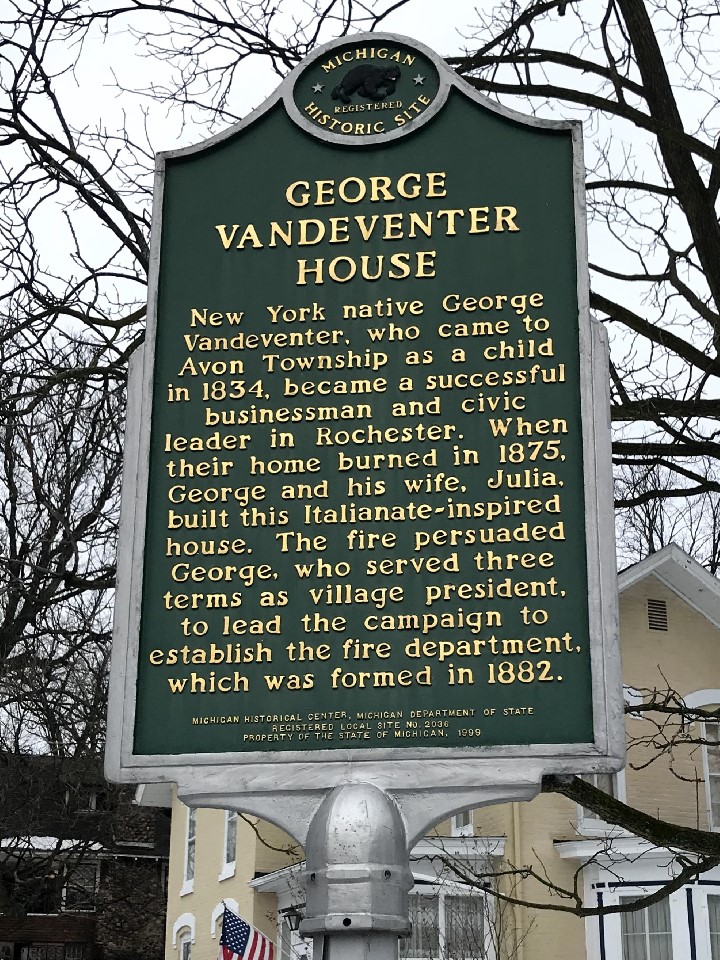 MICHIGAN
REGISTERED
HISTORIC SITE
GEORGE
VANDEVENTER
HOUSE
New York native George
Vandeventer, who came to
Avon Township as a child
in 1834, became a successful
businessman and civic
leader in Rochester. When
their home burned in 1875,
George and his wife, Julia,
built this Italianate-inspired
house. The fire persuaded
George, who served three
terms as village president,
to lead the campaign to
establish the fire department,
which was formed in 1882.
MICHIGAN HISTORICAL CENTER, MICHIGAN DEPARTMENT OF STATE
REGISTERED LOCAL SITE NO. 2036
PROPERTY OF THE STATE OF MICHIGAN, 1999